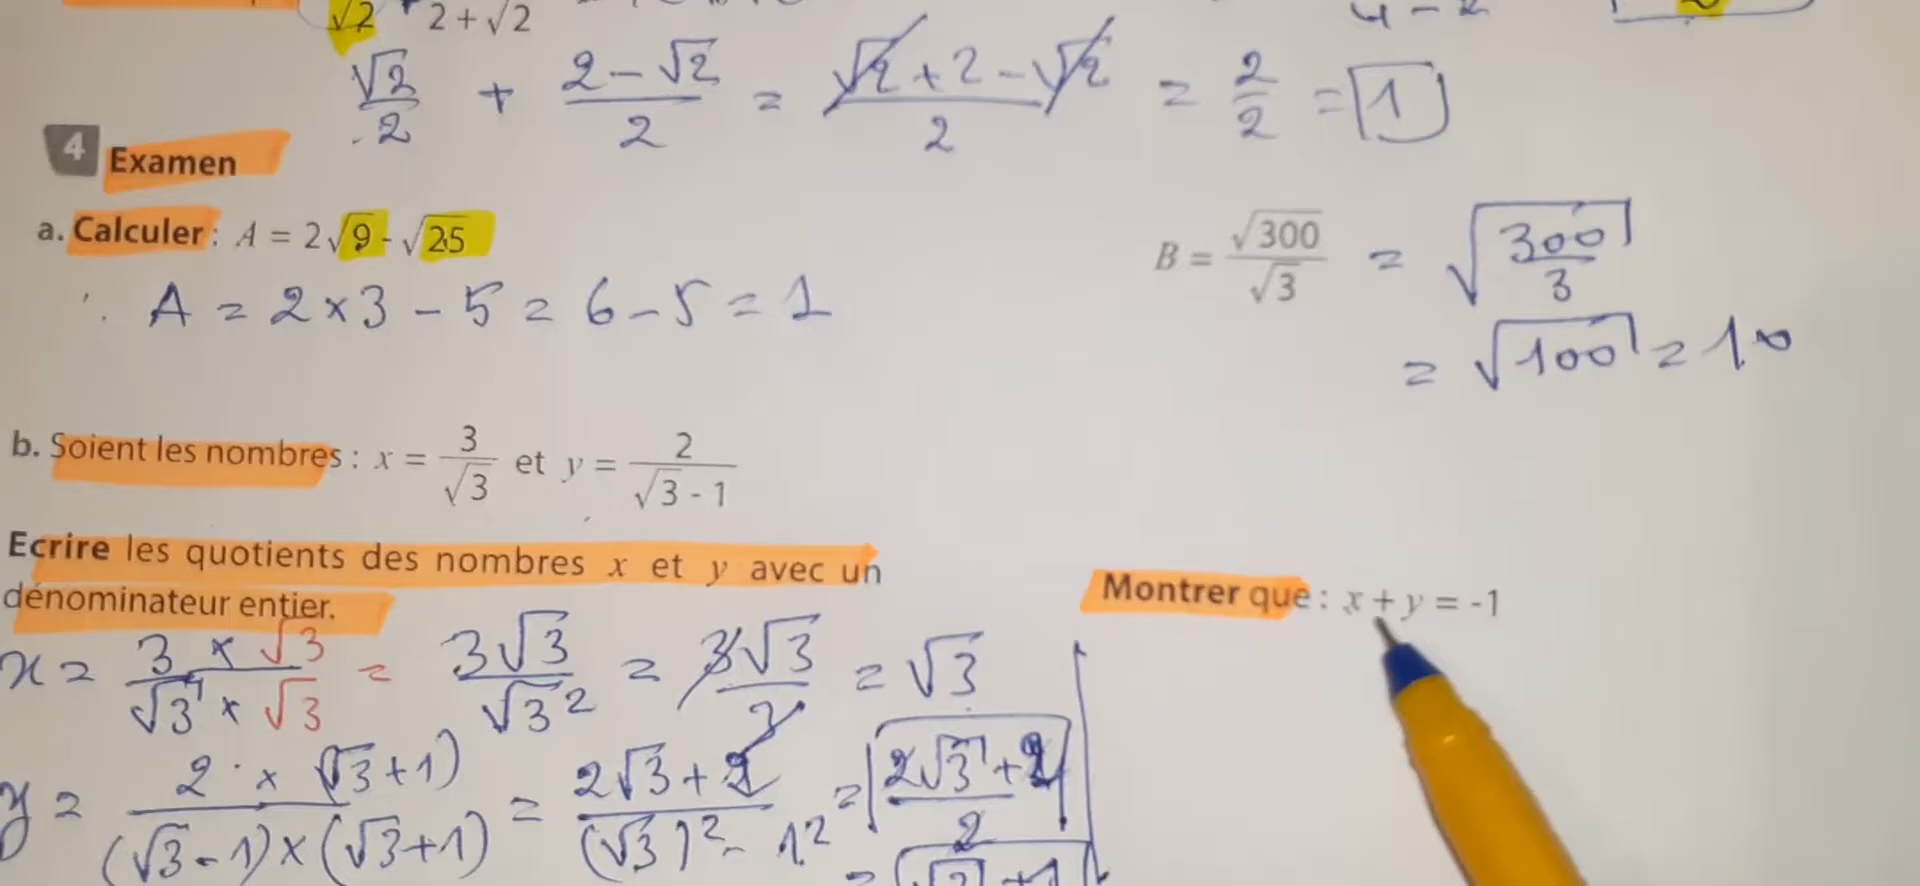 √2 2 + √2
4 - 2
√2/2 + (2 - √2)/2 = (√2 + 2 - √2)/2 = 2/2 = 1
4 Examen
a. Calculer : A = 2√9 - √25
B = √300/√3 = √(300/3)
A = 2 × 3 - 5 = 6 - 5 = 1
= √100 = 10
b. Soient les nombres : x = 3/√3 et y = 2/(√3 - 1)
Ecrire les quotients des nombres x et y avec un
dénominateur entier.
Montrer que : x + y = -1
x = (3 × √3)/(√3 × √3) = 3√3/√3² = 3√3/3 = √3
y = (2 × (√3 + 1))/((√3 - 1) × (√3 + 1)) = (2√3 + 2)/((√3)² - 1²) = (2√3 + 2)/2
= √3 + 1